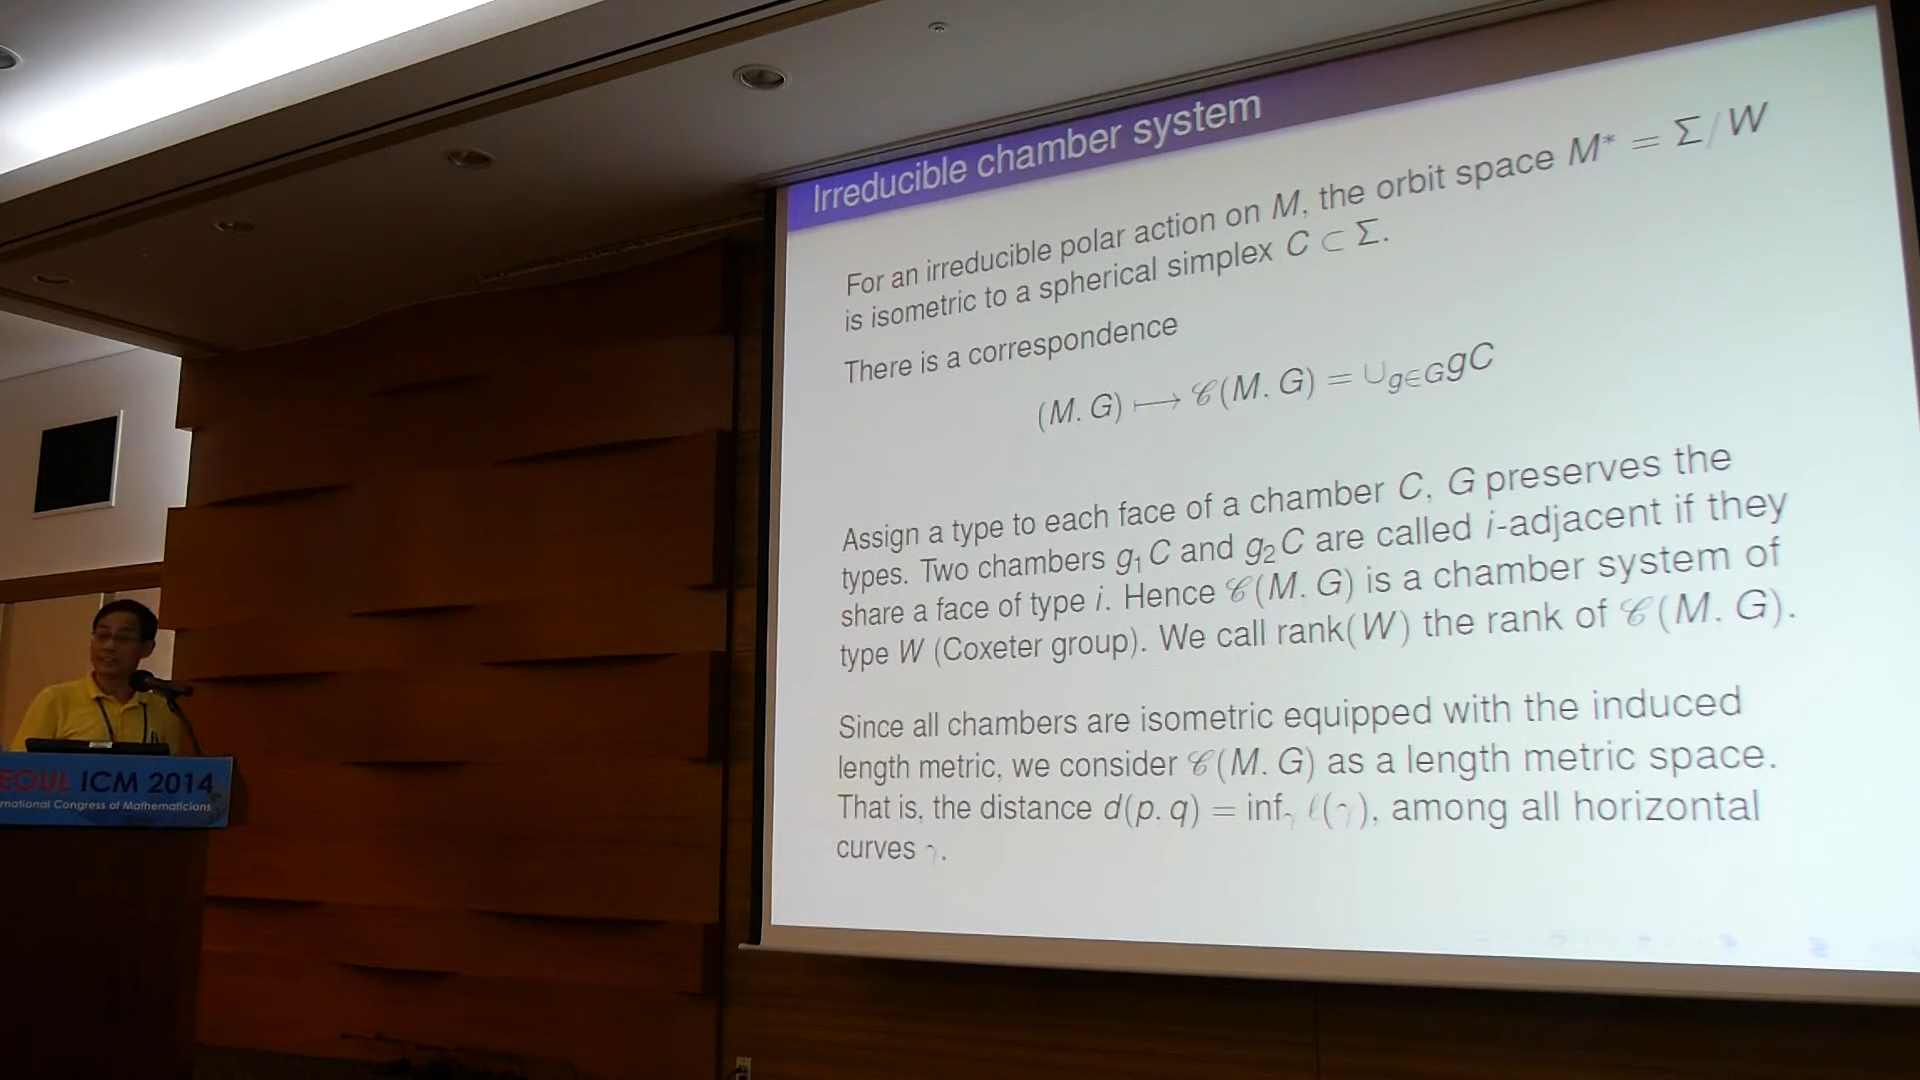 Irreducible chamber system
For an irreducible polar action on M, the orbit space M* = Σ/W
is isometric to a spherical simplex C ⊂ Σ.
There is a correspondence
(M, G) ⟼ 𝒞(M, G) = ∪g∈G gC
Assign a type to each face of a chamber C, G preserves the
types. Two chambers g₁C and g₂C are called i-adjacent if they
share a face of type i. Hence 𝒞(M, G) is a chamber system of
type W (Coxeter group). We call rank(W) the rank of 𝒞(M, G).
Since all chambers are isometric equipped with the induced
length metric, we consider 𝒞(M, G) as a length metric space.
That is, the distance d(p, q) = infγ ℓ(γ), among all horizontal
curves γ.
EOUL ICM 2014
rnational Congress of Mathematicians